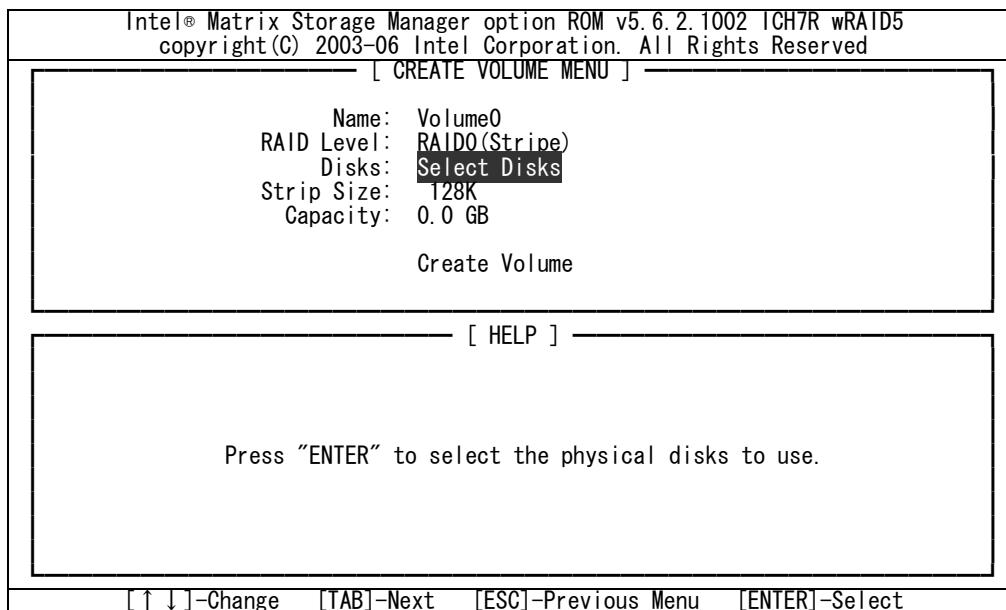 Intel® Matrix Storage Manager option ROM v5.6.2.1002 ICH7R wRAID5
copyright(C) 2003-06 Intel Corporation. All Rights Reserved
[ CREATE VOLUME MENU ]
Name: Volume0
RAID Level: RAID0(Stripe)
Disks: Select Disks
Strip Size: 128K
Capacity: 0.0 GB
Create Volume
[ HELP ]
Press "ENTER" to select the physical disks to use.
[↑↓]-Change [TAB]-Next [ESC]-Previous Menu [ENTER]-Select